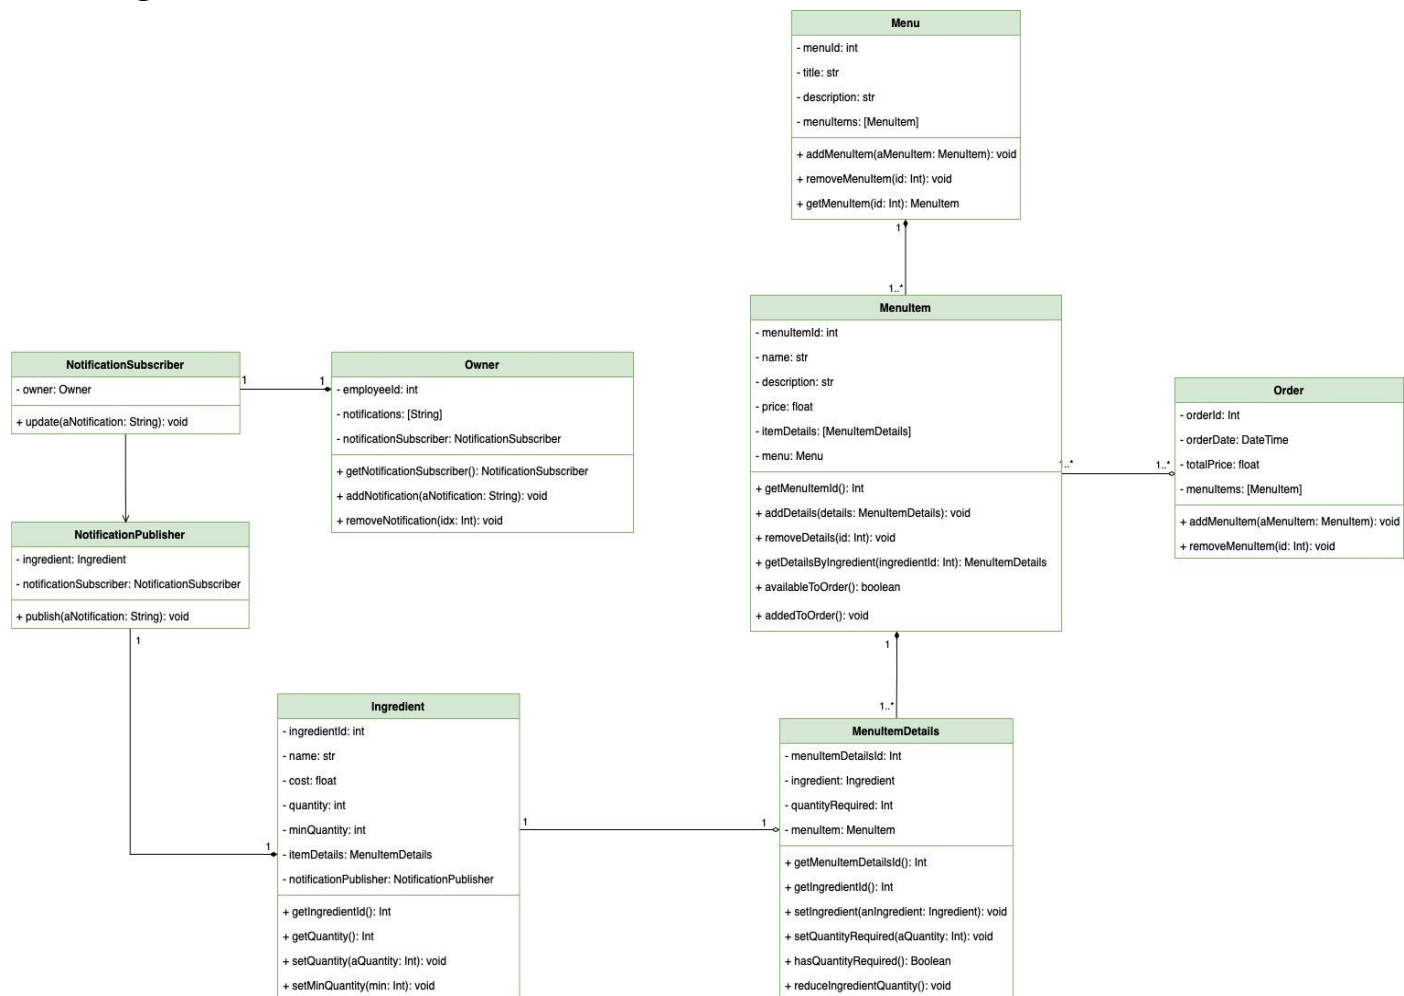 Menu
- menuId: int
- title: str
- description: str
- menuItems: [MenuItem]
+ addMenuItem(aMenuItem: MenuItem): void
+ removeMenuItem(id: Int): void
+ getMenuItem(id: Int): MenuItem
1
1..*
MenuItem
- menuItemId: int
- name: str
- description: str
- price: float
- itemDetails: [MenuItemDetails]
- menu: Menu
+ getMenuItemId(): Int
+ addDetails(details: MenuItemDetails): void
+ removeDetails(id: Int): void
+ getDetailsByIngredient(ingredientId: Int): MenuItemDetails
+ availableToOrder(): boolean
+ addedToOrder(): void
1..*
1..*
Order
- orderId: Int
- orderDate: DateTime
- totalPrice: float
- menuItems: [MenuItem]
+ addMenuItem(aMenuItem: MenuItem): void
+ removeMenuItem(id: Int): void
NotificationSubscriber
- owner: Owner
+ update(aNotification: String): void
1
1
Owner
- employeeId: int
- notifications: [String]
- notificationSubscriber: NotificationSubscriber
+ getNotificationSubscriber(): NotificationSubscriber
+ addNotification(aNotification: String): void
+ removeNotification(idx: Int): void
NotificationPublisher
- ingredient: Ingredient
- notificationSubscriber: NotificationSubscriber
+ publish(aNotification: String): void
1
1
Ingredient
- ingredientId: int
- name: str
- cost: float
- quantity: int
- minQuantity: int
- itemDetails: MenuItemDetails
- notificationPublisher: NotificationPublisher
+ getIngredientId(): Int
+ getQuantity(): Int
+ setQuantity(aQuantity: Int): void
+ setMinQuantity(min: Int): void
1
1
1
1..*
MenuItemDetails
- menuItemDetailsId: Int
- ingredient: Ingredient
- quantityRequired: Int
- menuItem: MenuItem
+ getMenuItemDetailsId(): Int
+ getIngredientId(): Int
+ setIngredient(anIngredient: Ingredient): void
+ setQuantityRequired(aQuantity: Int): void
+ hasQuantityRequired(): Boolean
+ reduceIngredientQuantity(): void